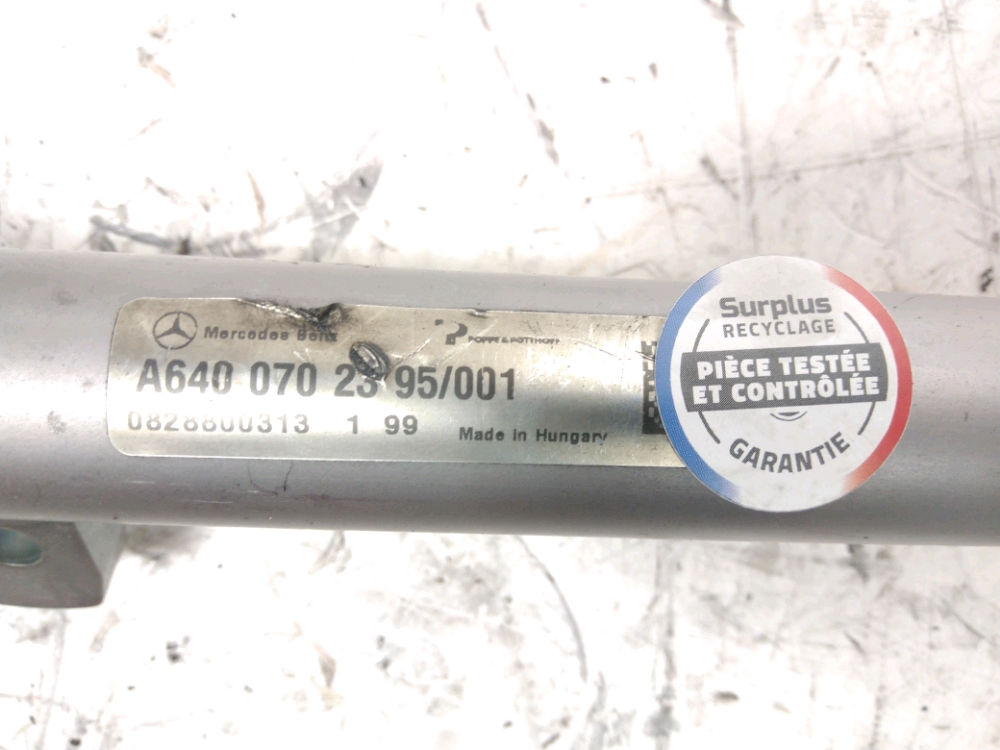 Mercedes Benz
POPPE & POTTHOFF
A640 070 23 95/001
0828800313 1 99
Made in Hungary
Surplus
RECYCLAGE
PIÈCE TESTÉE
ET CONTRÔLÉE
GARANTIE